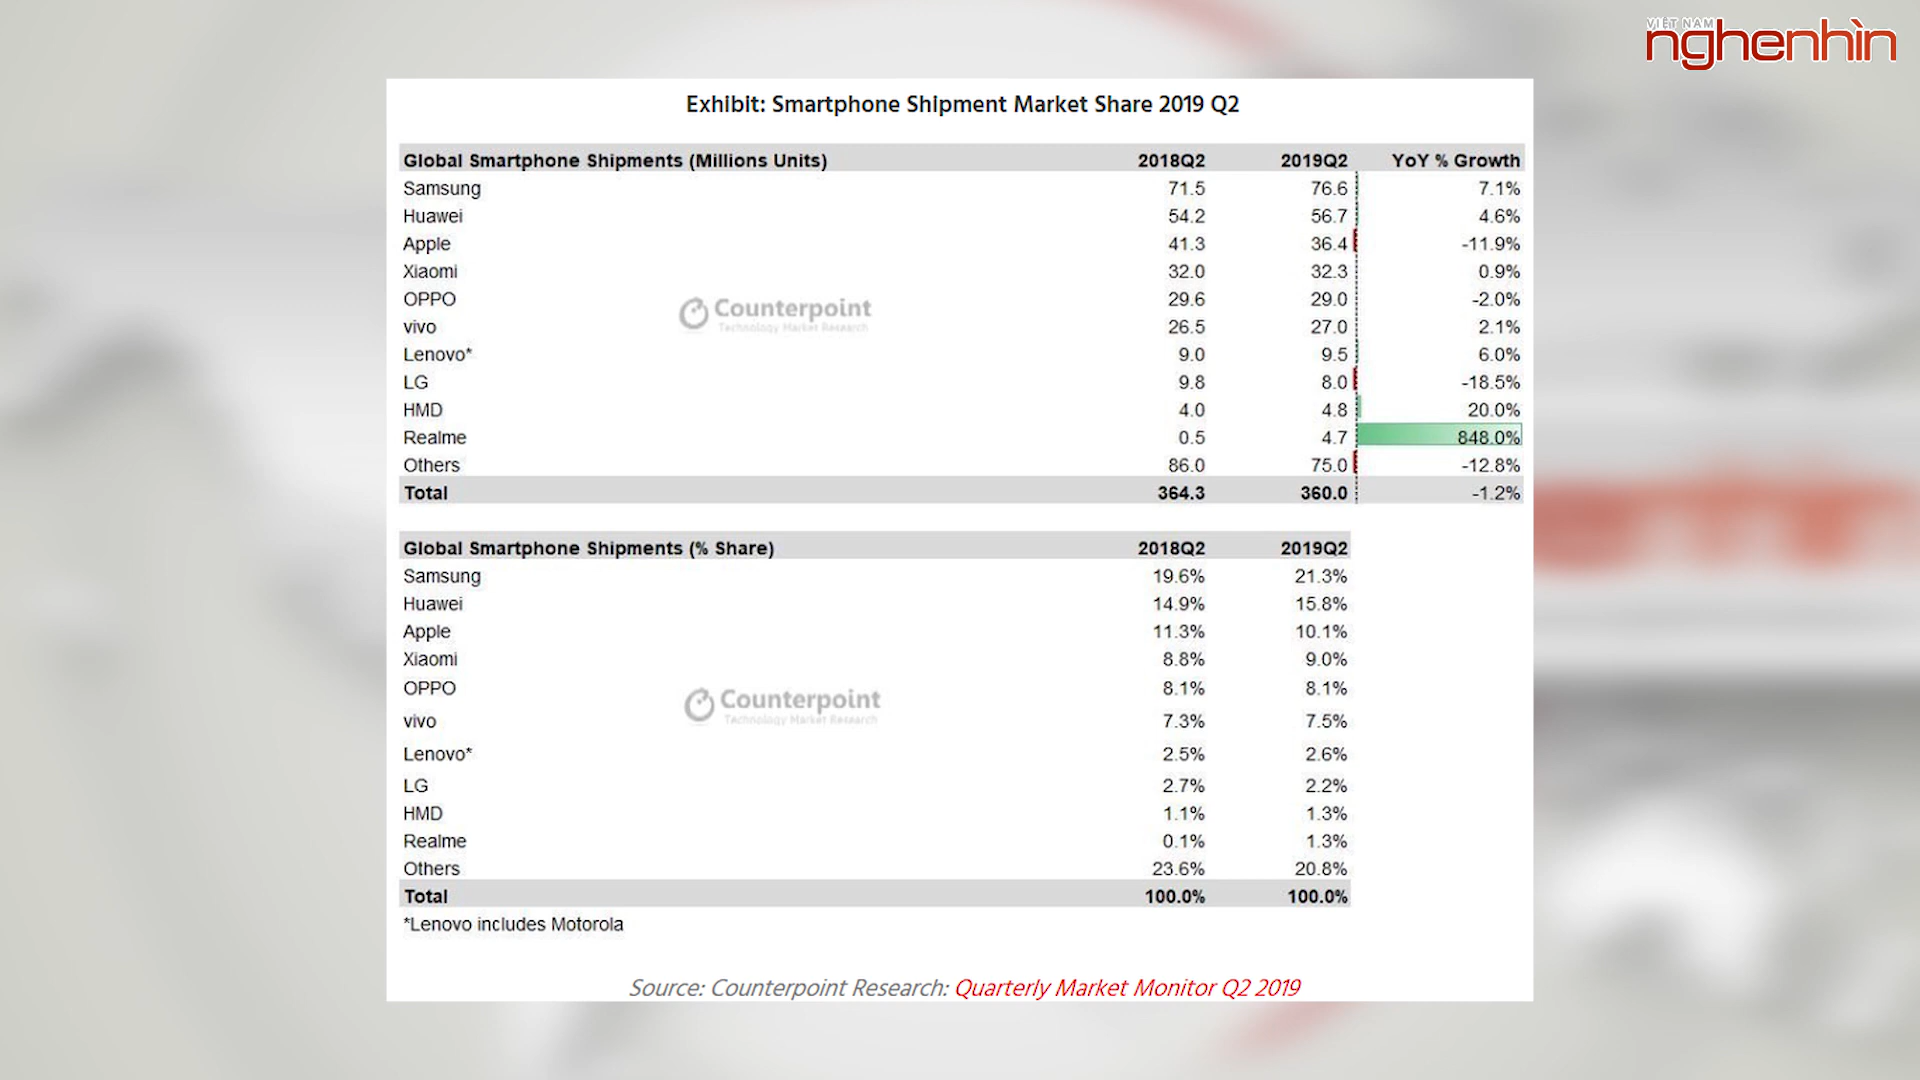 VIỆT NAM
nghenhìn
Exhibit: Smartphone Shipment Market Share 2019 Q2
Global Smartphone Shipments (Millions Units) 2018Q2 2019Q2 YoY % Growth
Samsung 71.5 76.6 7.1%
Huawei 54.2 56.7 4.6%
Apple 41.3 36.4 -11.9%
Xiaomi 32.0 32.3 0.9%
OPPO 29.6 29.0 -2.0%
vivo 26.5 27.0 2.1%
Lenovo* 9.0 9.5 6.0%
LG 9.8 8.0 -18.5%
HMD 4.0 4.8 20.0%
Realme 0.5 4.7 848.0%
Others 86.0 75.0 -12.8%
Total 364.3 360.0 -1.2%
Counterpoint
Technology Market Research
Global Smartphone Shipments (% Share) 2018Q2 2019Q2
Samsung 19.6% 21.3%
Huawei 14.9% 15.8%
Apple 11.3% 10.1%
Xiaomi 8.8% 9.0%
OPPO 8.1% 8.1%
vivo 7.3% 7.5%
Lenovo* 2.5% 2.6%
LG 2.7% 2.2%
HMD 1.1% 1.3%
Realme 0.1% 1.3%
Others 23.6% 20.8%
Total 100.0% 100.0%
Counterpoint
Technology Market Research
*Lenovo includes Motorola
Source: Counterpoint Research: Quarterly Market Monitor Q2 2019